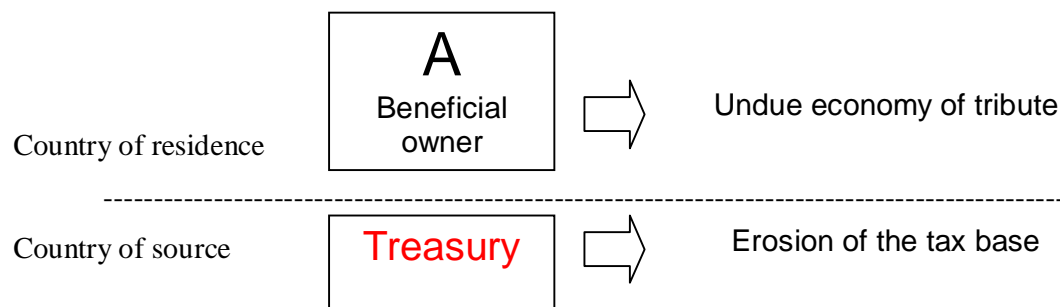 A
Beneficial
owner
Undue economy of tribute
Country of residence
Country of source
Treasury
Erosion of the tax base